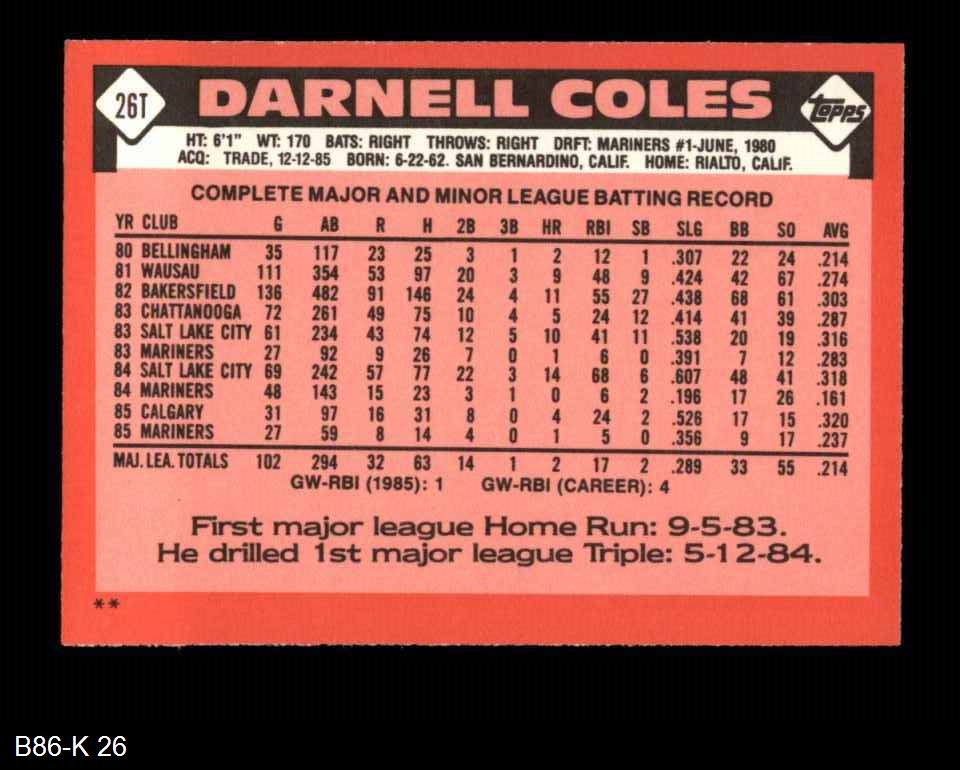 26T DARNELL COLES Topps
HT: 6'1" WT: 170 BATS: RIGHT THROWS: RIGHT DRFT: MARINERS #1-JUNE, 1980
ACQ: TRADE, 12-12-85 BORN: 6-22-62. SAN BERNARDINO, CALIF. HOME: RIALTO, CALIF.
COMPLETE MAJOR AND MINOR LEAGUE BATTING RECORD
YR CLUB G AB R H 2B 3B HR RBI SB SLG BB SO AVG
80 BELLINGHAM 35 117 23 25 3 1 2 12 1 .307 22 24 .214
81 WAUSAU 111 354 53 97 20 3 9 48 9 .424 42 67 .274
82 BAKERSFIELD 136 482 91 146 24 4 11 55 27 .438 68 61 .303
83 CHATTANOOGA 72 261 49 75 10 4 5 24 12 .414 41 39 .287
83 SALT LAKE CITY 61 234 43 74 12 5 10 41 11 .538 20 19 .316
83 MARINERS 27 92 9 26 7 0 1 6 0 .391 7 12 .283
84 SALT LAKE CITY 69 242 57 77 22 3 14 68 6 .607 48 41 .318
84 MARINERS 48 143 15 23 3 1 0 6 2 .196 17 26 .161
85 CALGARY 31 97 16 31 8 0 4 24 2 .526 17 15 .320
85 MARINERS 27 59 8 14 4 0 1 5 0 .356 9 17 .237
MAJ. LEA. TOTALS 102 294 32 63 14 1 2 17 2 .289 33 55 .214
GW-RBI (1985): 1 GW-RBI (CAREER): 4
First major league Home Run: 9-5-83.
He drilled 1st major league Triple: 5-12-84.
**
B86-K 26